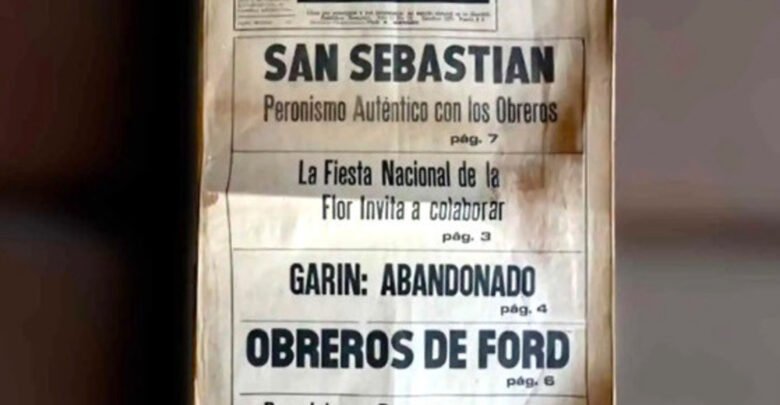 SAN SEBASTIAN
Peronismo Auténtico con los Obreros
pág. 7
La Fiesta Nacional de la
Flor Invita a colaborar
pág. 3
GARIN: ABANDONADO
pág. 4
OBREROS DE FORD
pág. 6